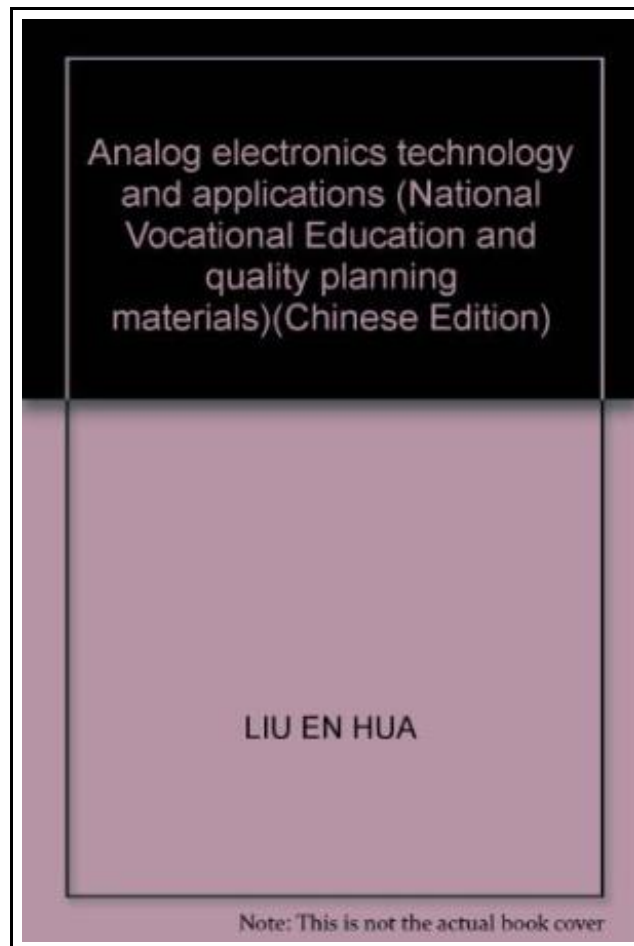 Analog electronics technology
and applications (National
Vocational Education and
quality planning
materials)(Chinese Edition)
LIU EN HUA
Note: This is not the actual book cover